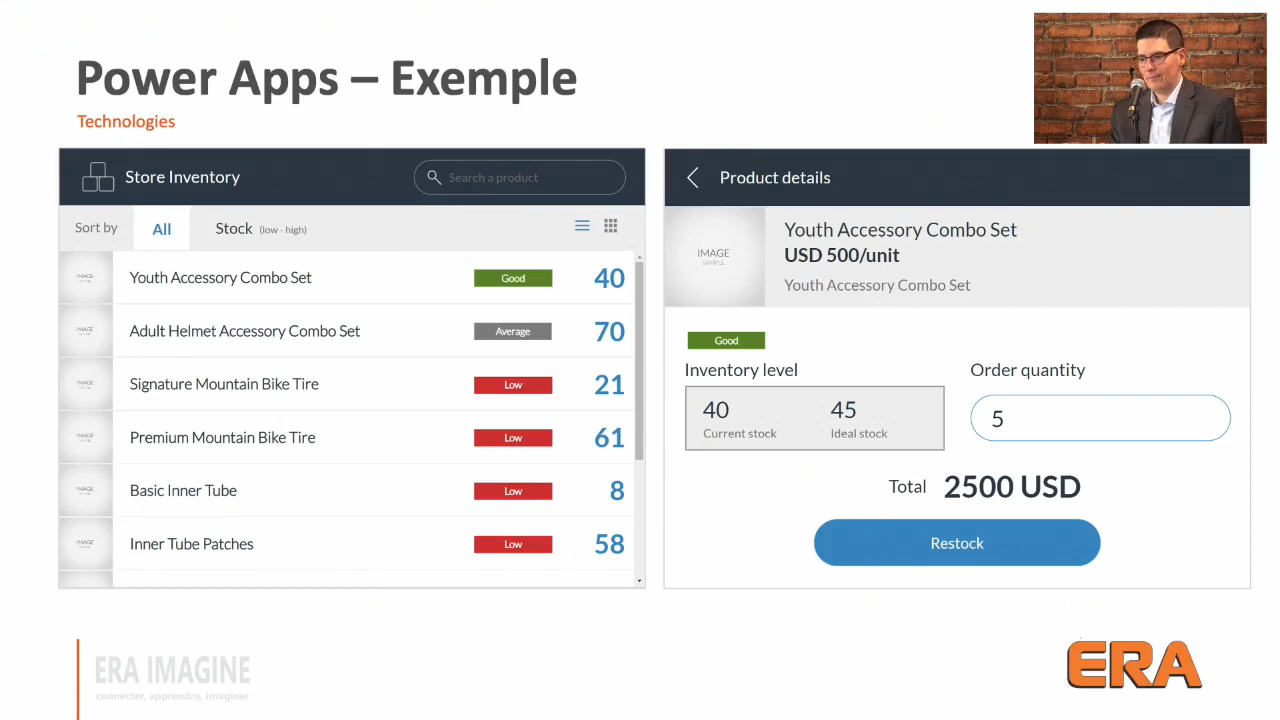 Power Apps – Exemple
Technologies
Store Inventory
Search a product
Sort by
All
Stock (low - high)
Youth Accessory Combo Set
Good
40
Adult Helmet Accessory Combo Set
Average
70
Signature Mountain Bike Tire
Low
21
Premium Mountain Bike Tire
Low
61
Basic Inner Tube
Low
8
Inner Tube Patches
Low
58
Product details
IMAGE
SAMPLE
Youth Accessory Combo Set
USD 500/unit
Youth Accessory Combo Set
Good
Inventory level
Order quantity
40
45
Current stock
Ideal stock
5
Total 2500 USD
Restock
ERA IMAGINE
connecter, apprendre, imaginer
ERA